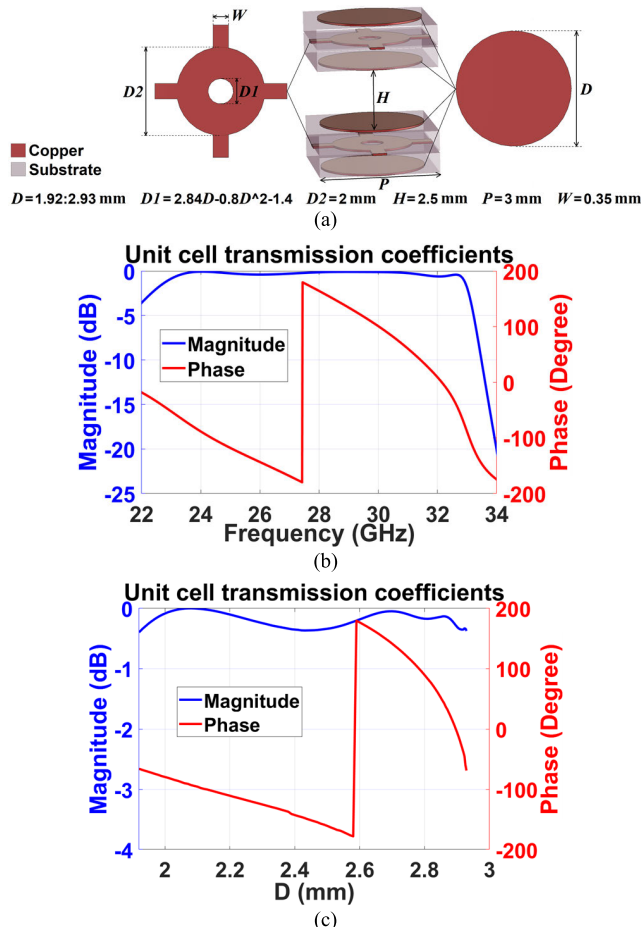 W
D2
D1
H
D
P
Copper
Substrate
D=1.92:2.93 mm D1=2.84D-0.8D^2-1.4 D2=2 mm H=2.5 mm P=3 mm W=0.35 mm
(a)
Unit cell transmission coefficients
0
-5
-10
-15
-20
-25
Magnitude (dB)
Magnitude
Phase
200
100
0
-100
-200
Phase (Degree)
22 24 26 28 30 32 34
Frequency (GHz)
(b)
Unit cell transmission coefficients
0
-1
-2
-3
-4
Magnitude (dB)
Magnitude
Phase
200
100
0
-100
-200
Phase (Degree)
2 2.2 2.4 2.6 2.8 3
D (mm)
(c)